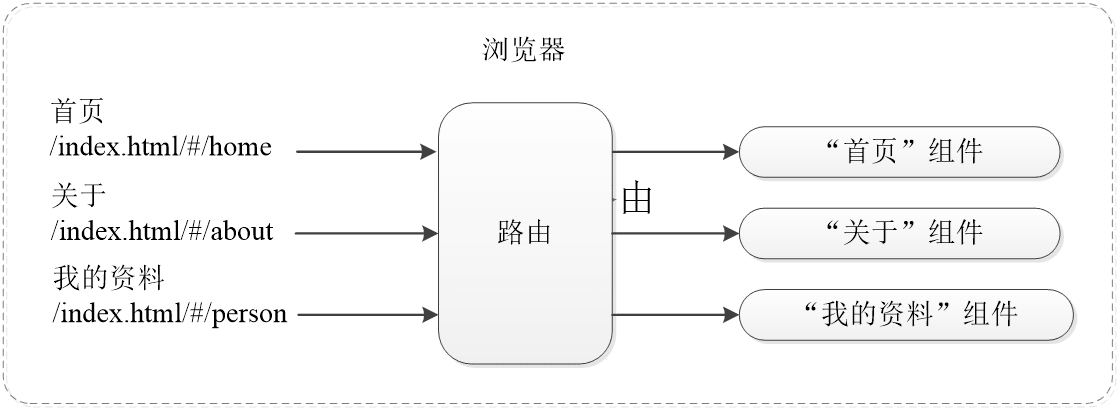 浏览器
首页
/index.html/#/home
“首页”组件
关于
/index.html/#/about
由
路由
“关于”组件
我的资料
/index.html/#/person
“我的资料”组件